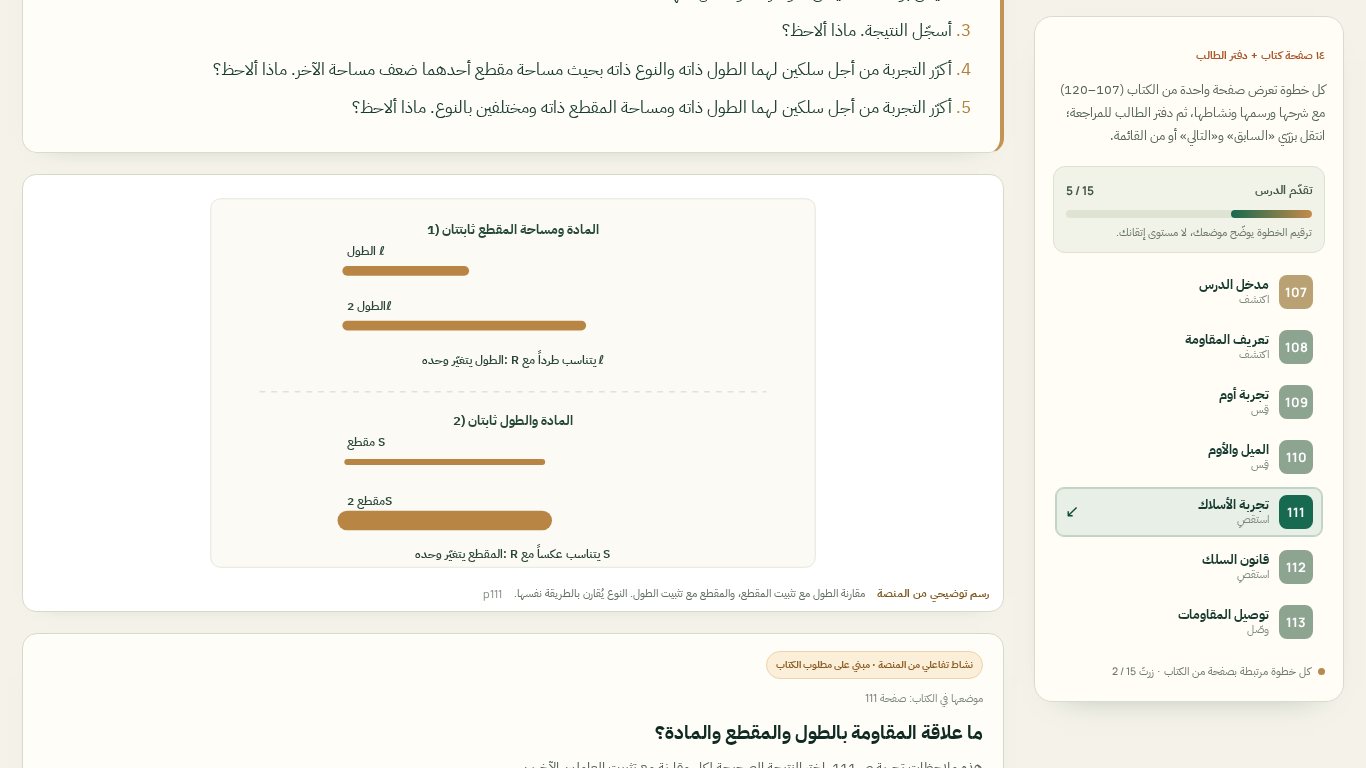 ١٤ صفحة كتاب + دفتر الطالب
كل خطوة تعرض صفحة واحدة من الكتاب (107–120)
مع شرحها ورسمها ونشاطها، ثم دفتر الطالب للمراجعة؛
انتقل بزرّي «السابق» و«التالي» أو من القائمة.
تقدّم الدرس
5 / 15
ترقيم الخطوة يوضّح موضعك، لا مستوى إتقانك.
107
مدخل الدرس
اكتشف
108
تعريف المقاومة
اكتشف
109
تجربة أوم
قِس
110
الميل والأوم
قِس
111
تجربة الأسلاك
استقصِ
↙
112
قانون السلك
استقصِ
113
توصيل المقاومات
وصّل
كل خطوة مرتبطة بصفحة من الكتاب · زرتَ 15 / 2
3. أسجّل النتيجة. ماذا ألاحظ؟
4. أكرّر التجربة من أجل سلكين لهما الطول ذاته والنوع ذاته بحيث مساحة مقطع أحدهما ضعف مساحة الآخر. ماذا ألاحظ؟
5. أكرّر التجربة من أجل سلكين لهما الطول ذاته ومساحة المقطع ذاته ومختلفين بالنوع. ماذا ألاحظ؟
المادة ومساحة المقطع ثابتتان (1
الطول ℓ
الطول 2ℓ
الطول يتغيّر وحده: R يتناسب طرداً مع ℓ
المادة والطول ثابتان (2
مقطع S
مقطع 2S
المقطع يتغيّر وحده: R يتناسب عكساً مع S
رسم توضيحي من المنصة
مقارنة الطول مع تثبيت المقطع، والمقطع مع تثبيت الطول. النوع يُقارن بالطريقة نفسها.
p111
نشاط تفاعلي من المنصة • مبني على مطلوب الكتاب
موضعها في الكتاب: صفحة 111
ما علاقة المقاومة بالطول والمقطع والمادة؟